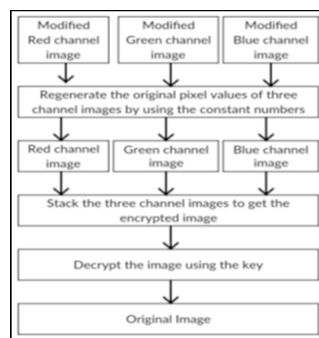 Modified
Red channel
image
Modified
Green channel
image
Modified
Blue channel
image
Regenerate the original pixel values of three
channel images by using the constant numbers
Red channel
image
Green channel
image
Blue channel
image
Stack the three channel images to get the
encrypted image
Decrypt the image using the key
Original Image